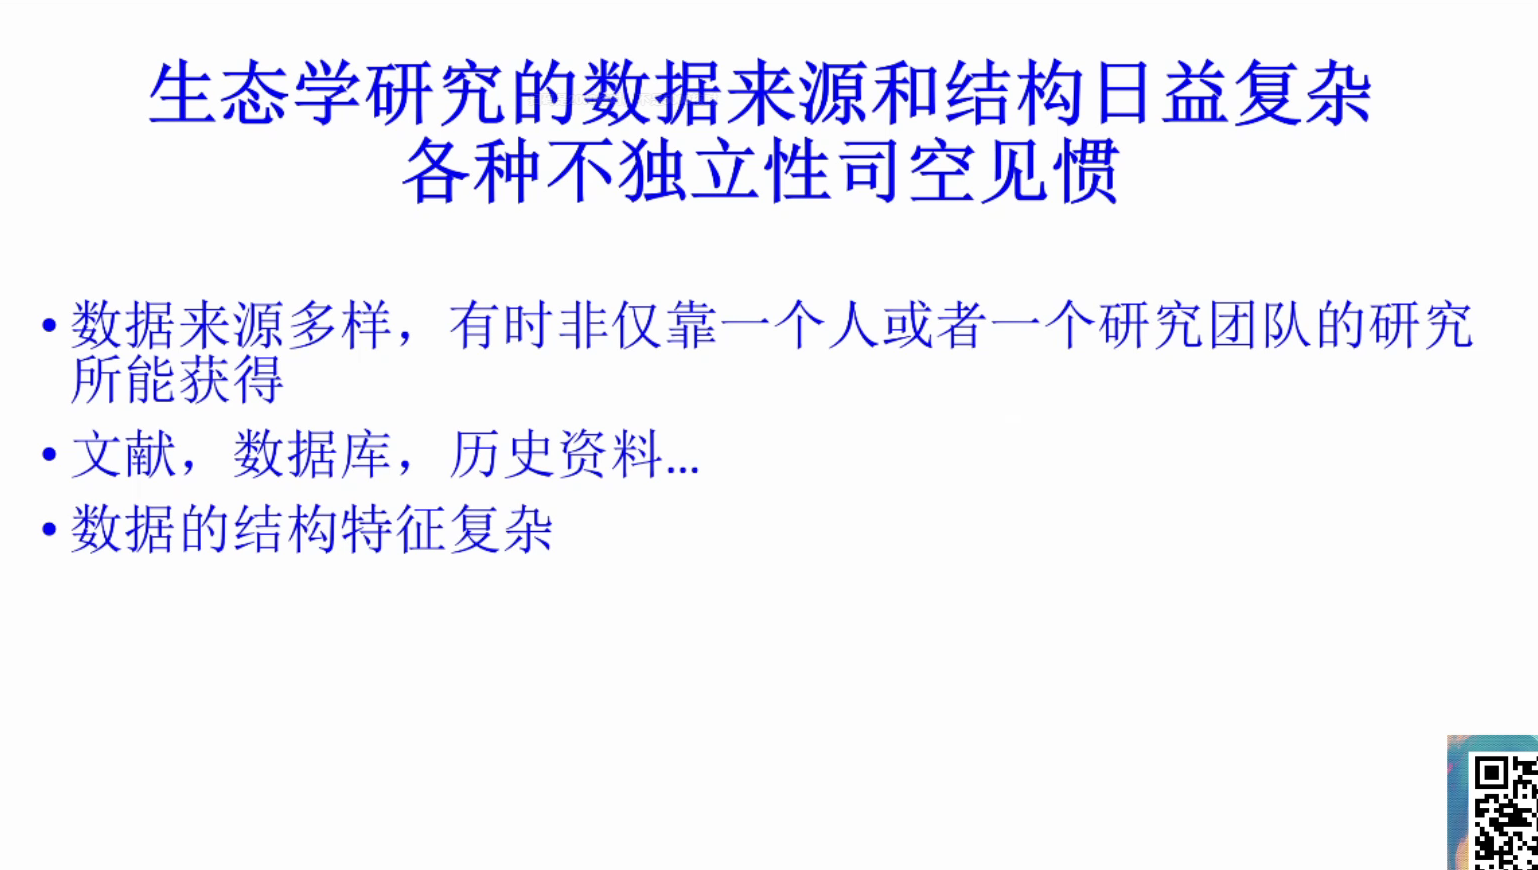 生态学研究的数据来源和结构日益复杂
各种不独立性司空见惯
• 数据来源多样，有时非仅靠一个人或者一个研究团队的研究
所能获得
• 文献，数据库，历史资料...
• 数据的结构特征复杂